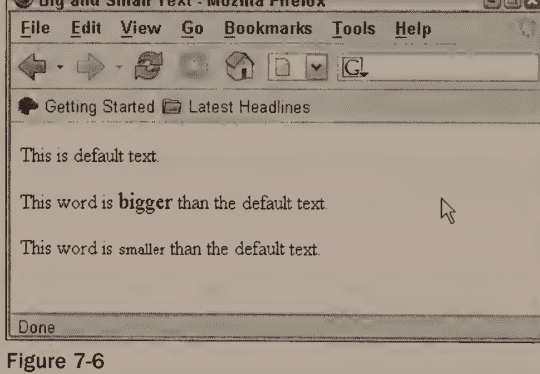 Big and Small Text - Mozilla Firefox
File Edit View Go Bookmarks Tools Help
G
Getting Started Latest Headlines
This is default text.
This word is bigger than the default text.
This word is smaller than the default text.
Done
Figure 7-6